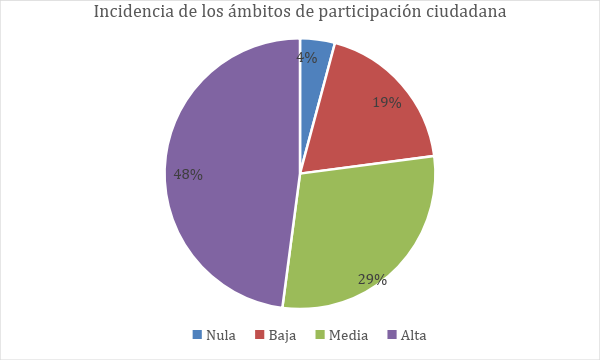 Incidencia de los ámbitos de participación ciudadana
4%
19%
48%
29%
Nula Baja Media Alta